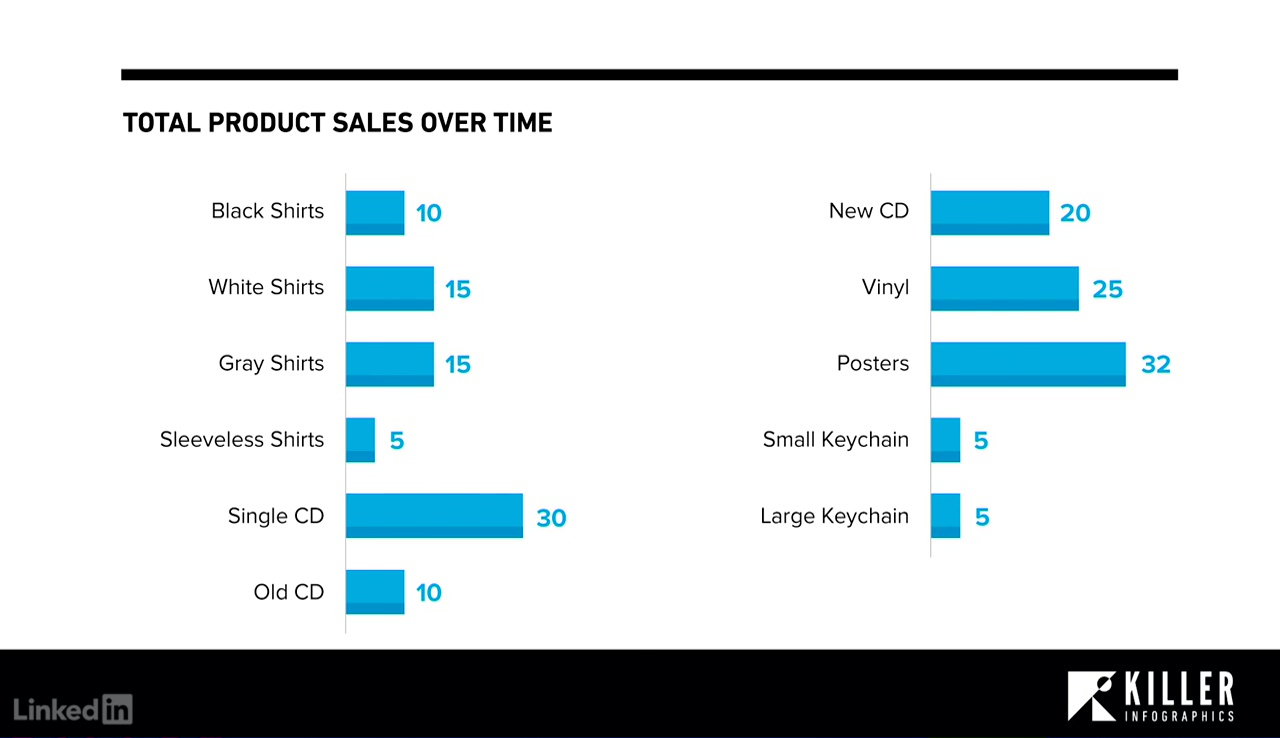 TOTAL PRODUCT SALES OVER TIME
Black Shirts 10
White Shirts 15
Gray Shirts 15
Sleeveless Shirts 5
Single CD 30
Old CD 10
New CD 20
Vinyl 25
Posters 32
Small Keychain 5
Large Keychain 5
Linked in
KILLER
INFOGRAPHICS